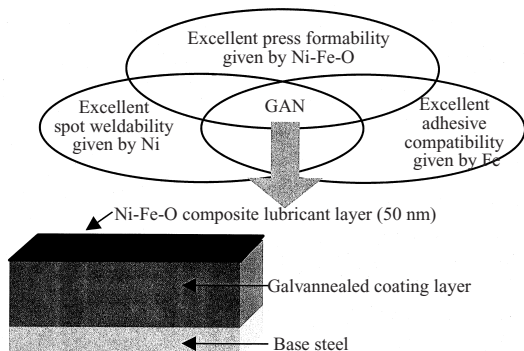 Excellent press formability
given by Ni-Fe-O
Excellent
spot weldability
given by Ni
GAN
Excellent
adhesive
compatibility
given by Fe
Ni-Fe-O composite lubricant layer (50 nm)
Galvannealed coating layer
Base steel